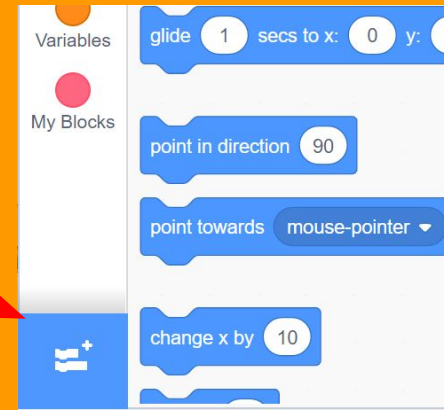 Variables
My Blocks
glide 1 secs to x: 0 y:
point in direction 90
point towards mouse-pointer
change x by 10